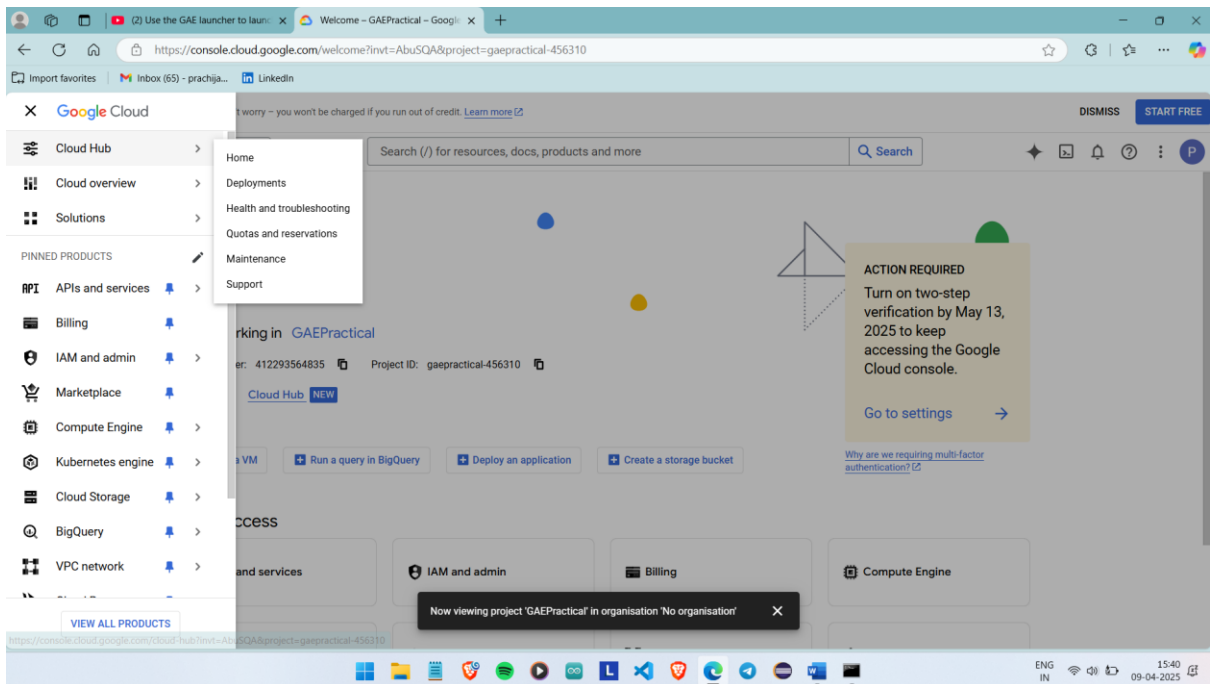 (2) Use the GAE launcher to launc
Welcome – GAEPractical – Google
https://console.cloud.google.com/welcome?invt=AbuSQA&project=gaepractical-456310
Import favorites
Inbox (65) - prachija...
LinkedIn
Google Cloud
t worry – you won't be charged if you run out of credit. Learn more
DISMISS
START FREE
Cloud Hub
Search (/) for resources, docs, products and more
Search
P
Home
Deployments
Health and troubleshooting
Quotas and reservations
Maintenance
Support
Cloud overview
Solutions
PINNED PRODUCTS
API APIs and services
Billing
IAM and admin
Marketplace
Compute Engine
Kubernetes engine
Cloud Storage
BigQuery
VPC network
VIEW ALL PRODUCTS
rking in GAEPractical
er: 412293564835 Project ID: gaepractical-456310
Cloud Hub NEW
a VM
Run a query in BigQuery
Deploy an application
Create a storage bucket
ACTION REQUIRED
Turn on two-step
verification by May 13,
2025 to keep
accessing the Google
Cloud console.
Go to settings
Why are we requiring multi-factor
authentication?
ccess
and services
IAM and admin
Billing
Compute Engine
Now viewing project 'GAEPractical' in organisation 'No organisation'
https://console.cloud.google.com/cloud-hub?invt=AbuSQA&project=gaepractical-456310
L
ENG
IN
15:40
09-04-2025